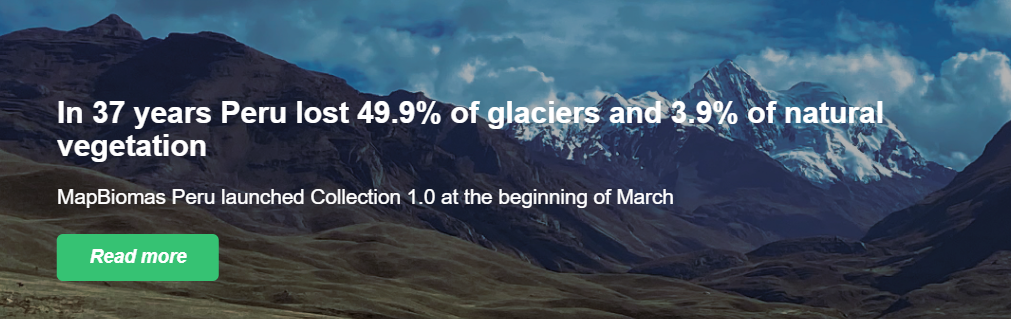 In 37 years Peru lost 49.9% of glaciers and 3.9% of natural
vegetation
MapBiomas Peru launched Collection 1.0 at the beginning of March
Read more